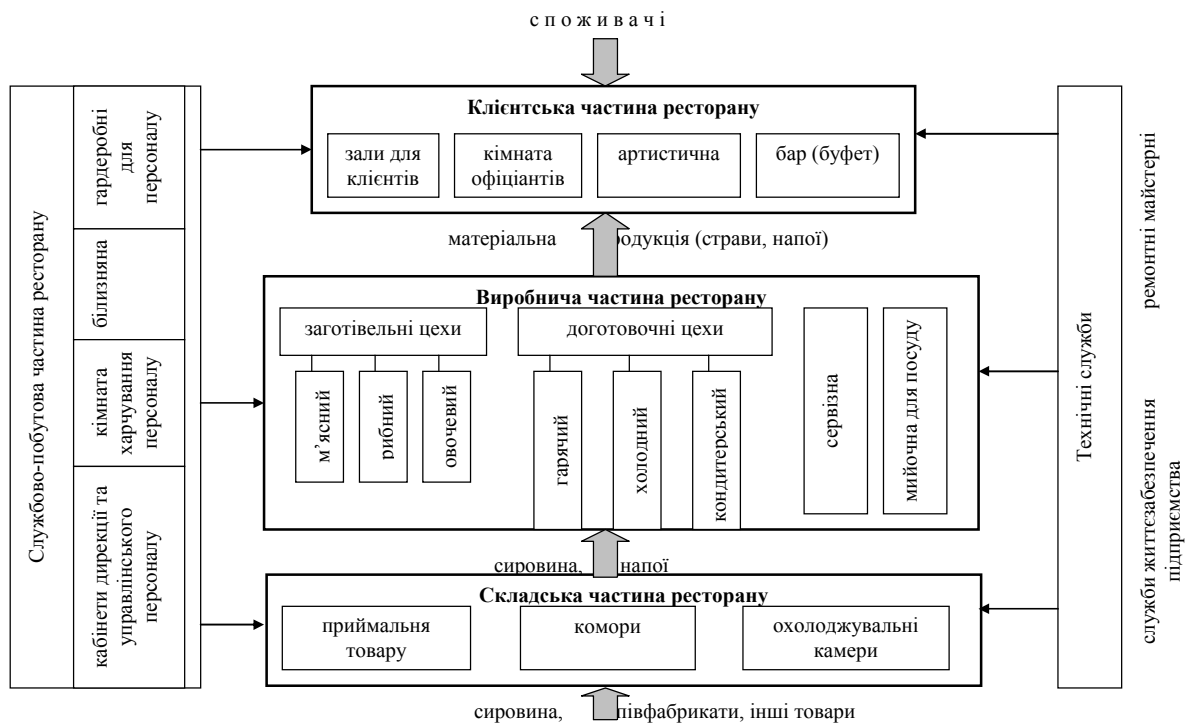 с п о ж и в а ч і
Клієнтська частина ресторану
зали для
клієнтів
кімната
офіціантів
артистична
бар (буфет)
матеріальна родукція (страви, напої)
Виробнича частина ресторану
заготівельні цехи
м’ясний
рибний
овочевий
доготовочні цехи
гарячий
холодний
кондитерський
сервізна
мийочна для посуду
сировина, напої
Складська частина ресторану
приймальня
товару
комори
охолоджувальні
камери
сировина, півфабрикати, інші товари
Службово-побутова частина ресторану
гардеробні
для
персоналу
білизняна
кімната
харчування
персоналу
кабінети дирекції та
управлінського
персоналу
Технічні служби
ремонтні майстерні
служби життєзабезпечення
підприємства